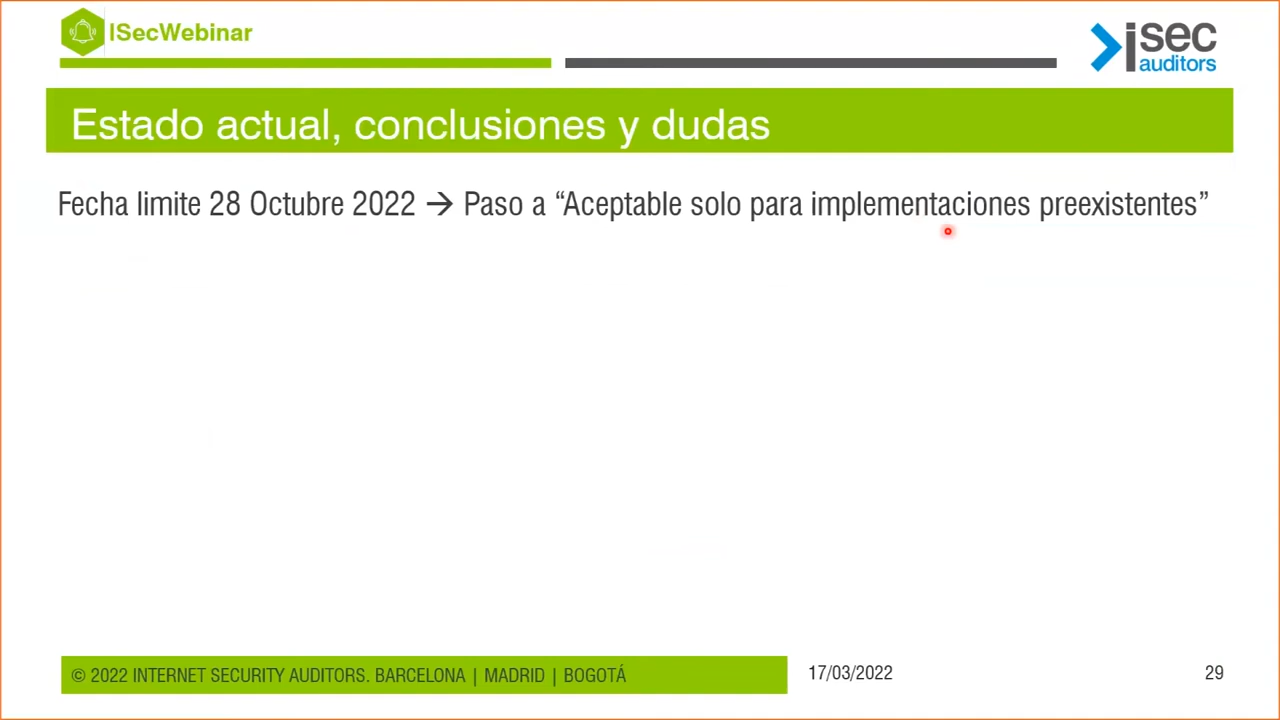 ISecWebinar
isec
auditors
Estado actual, conclusiones y dudas
Fecha limite 28 Octubre 2022 → Paso a “Aceptable solo para implementaciones preexistentes”
© 2022 INTERNET SECURITY AUDITORS. BARCELONA | MADRID | BOGOTÁ
17/03/2022
29